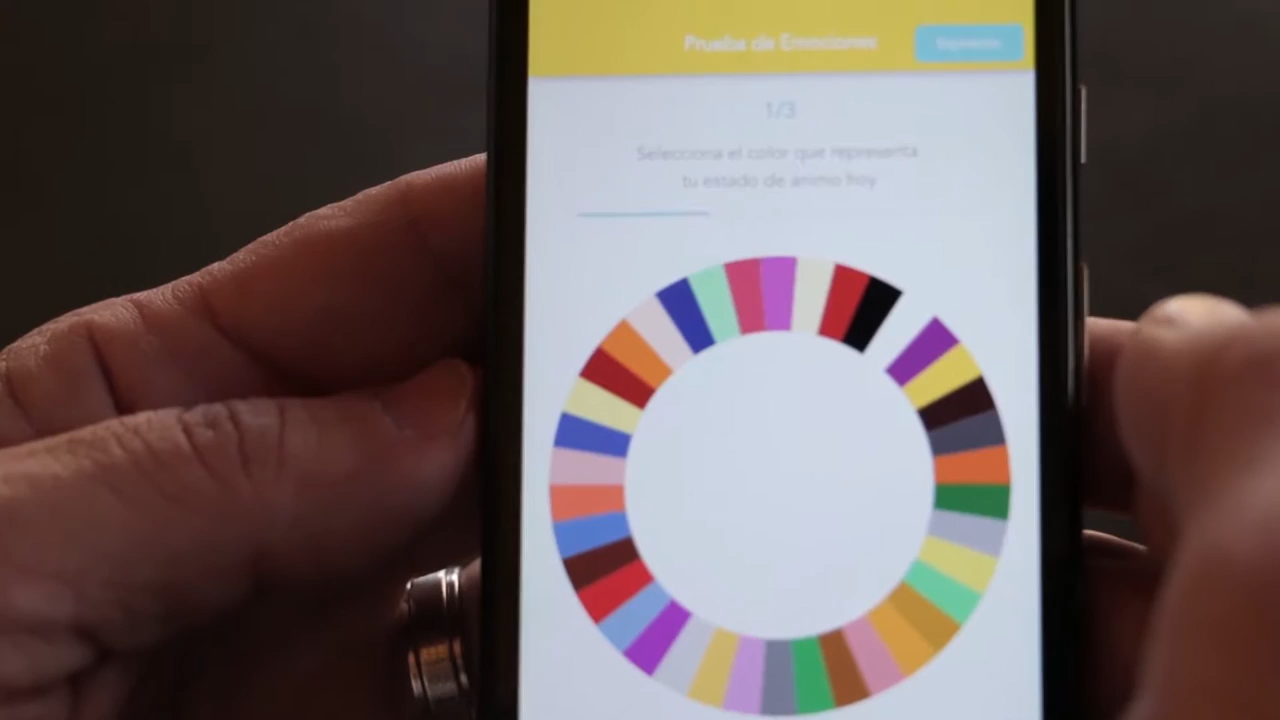 Prueba de Emociones
1/3
Selecciona el color que representa
tu estado de animo hoy